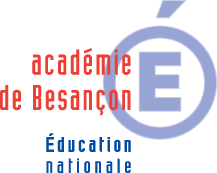 académie
de Besançon
É
Éducation
nationale